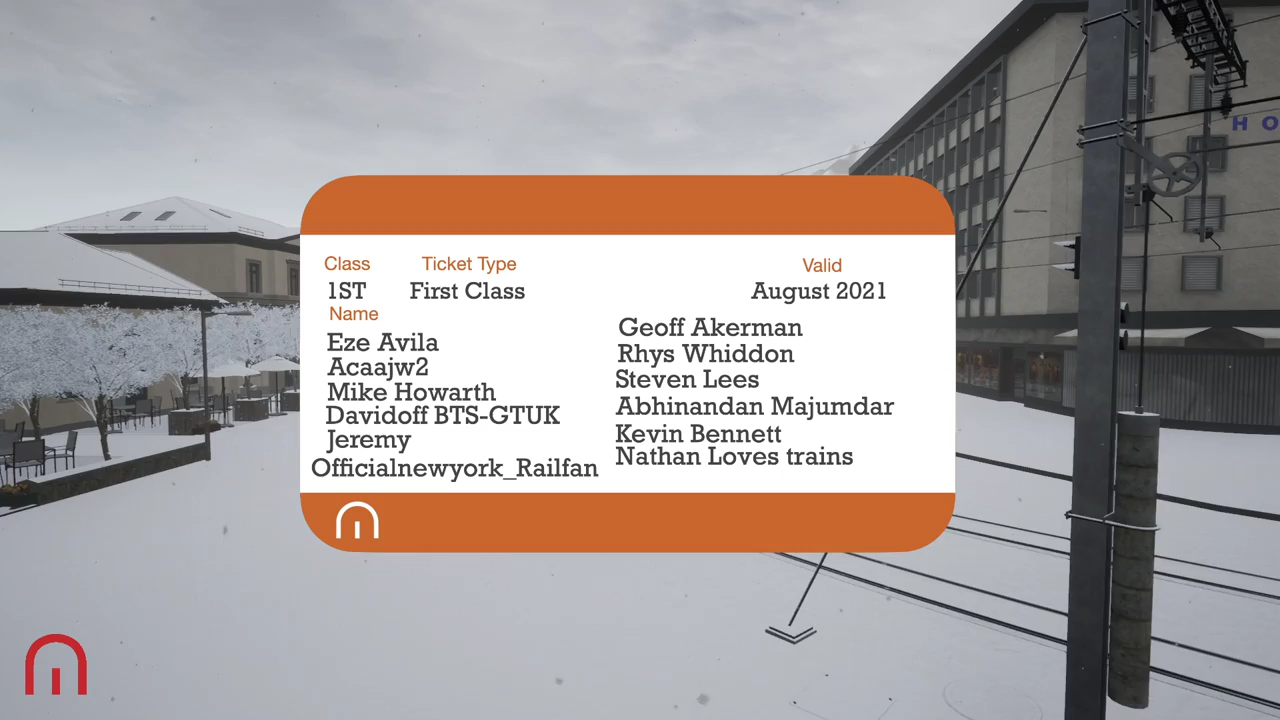 Class
Ticket Type
Valid
1ST
First Class
August 2021
Name
Eze Avila
Acaajw2
Mike Howarth
Davidoff BTS-GTUK
Jeremy
Officialnewyork_Railfan
Geoff Akerman
Rhys Whiddon
Steven Lees
Abhinandan Majumdar
Kevin Bennett
Nathan Loves trains
H O